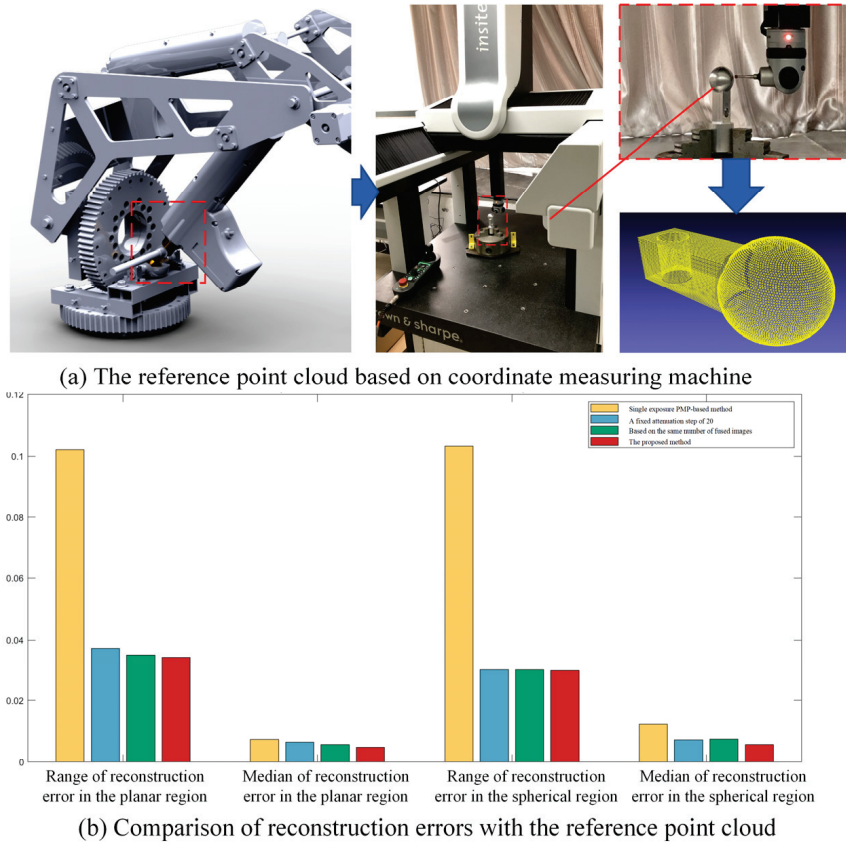 insite
own & sharpe.
(a) The reference point cloud based on coordinate measuring machine
0.12
0.1
0.08
0.06
0.04
0.02
0
Single exposure PMP-based method
A fixed attenuation step of 20
Based on the same number of fused images
The proposed method
Range of reconstruction
error in the planar region
Median of reconstruction
error in the planar region
Range of reconstruction
error in the spherical region
Median of reconstruction
error in the spherical region
(b) Comparison of reconstruction errors with the reference point cloud